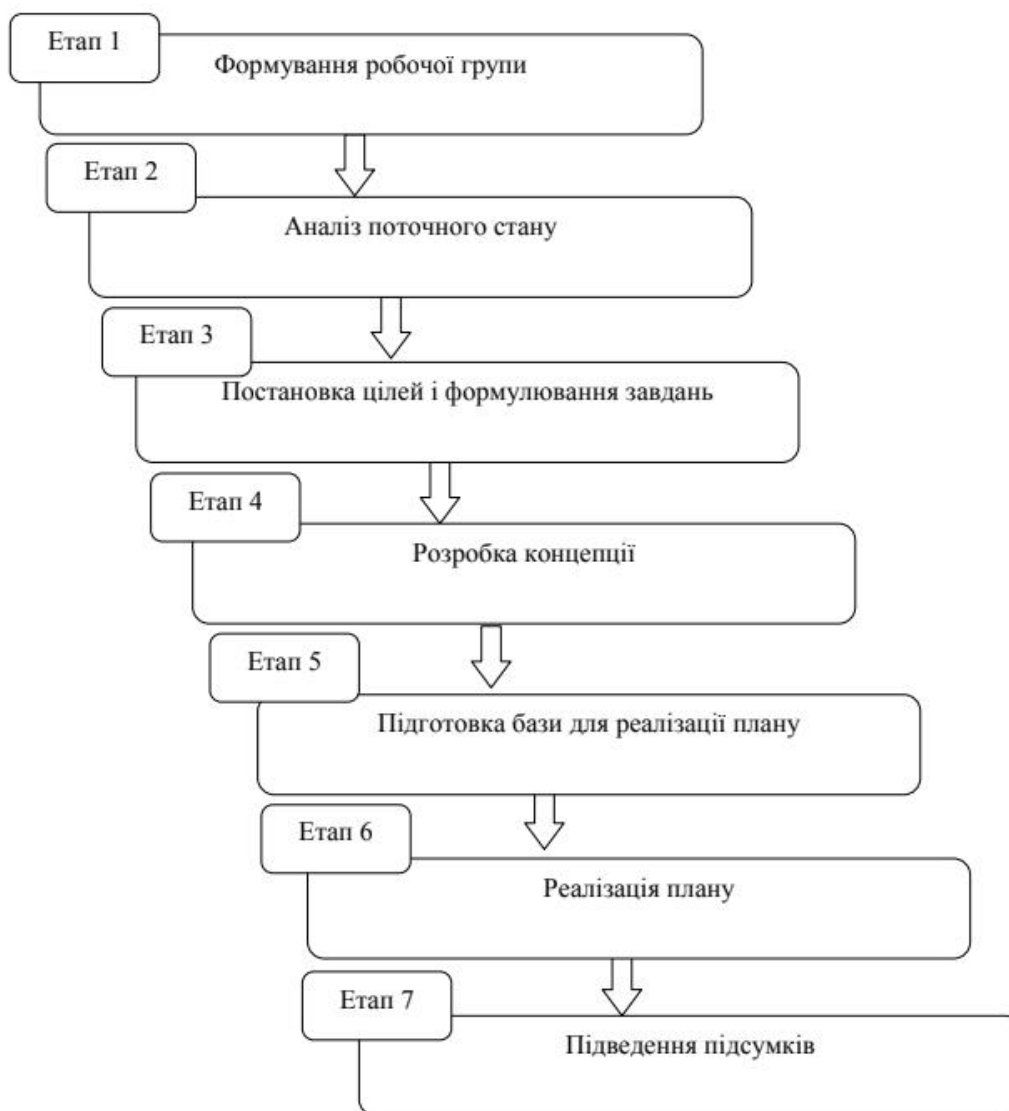 Етап 1
Формування робочої групи
Етап 2
Аналіз поточного стану
Етап 3
Постановка цілей і формулювання завдань
Етап 4
Розробка концепції
Етап 5
Підготовка бази для реалізації плану
Етап 6
Реалізація плану
Етап 7
Підведення підсумків